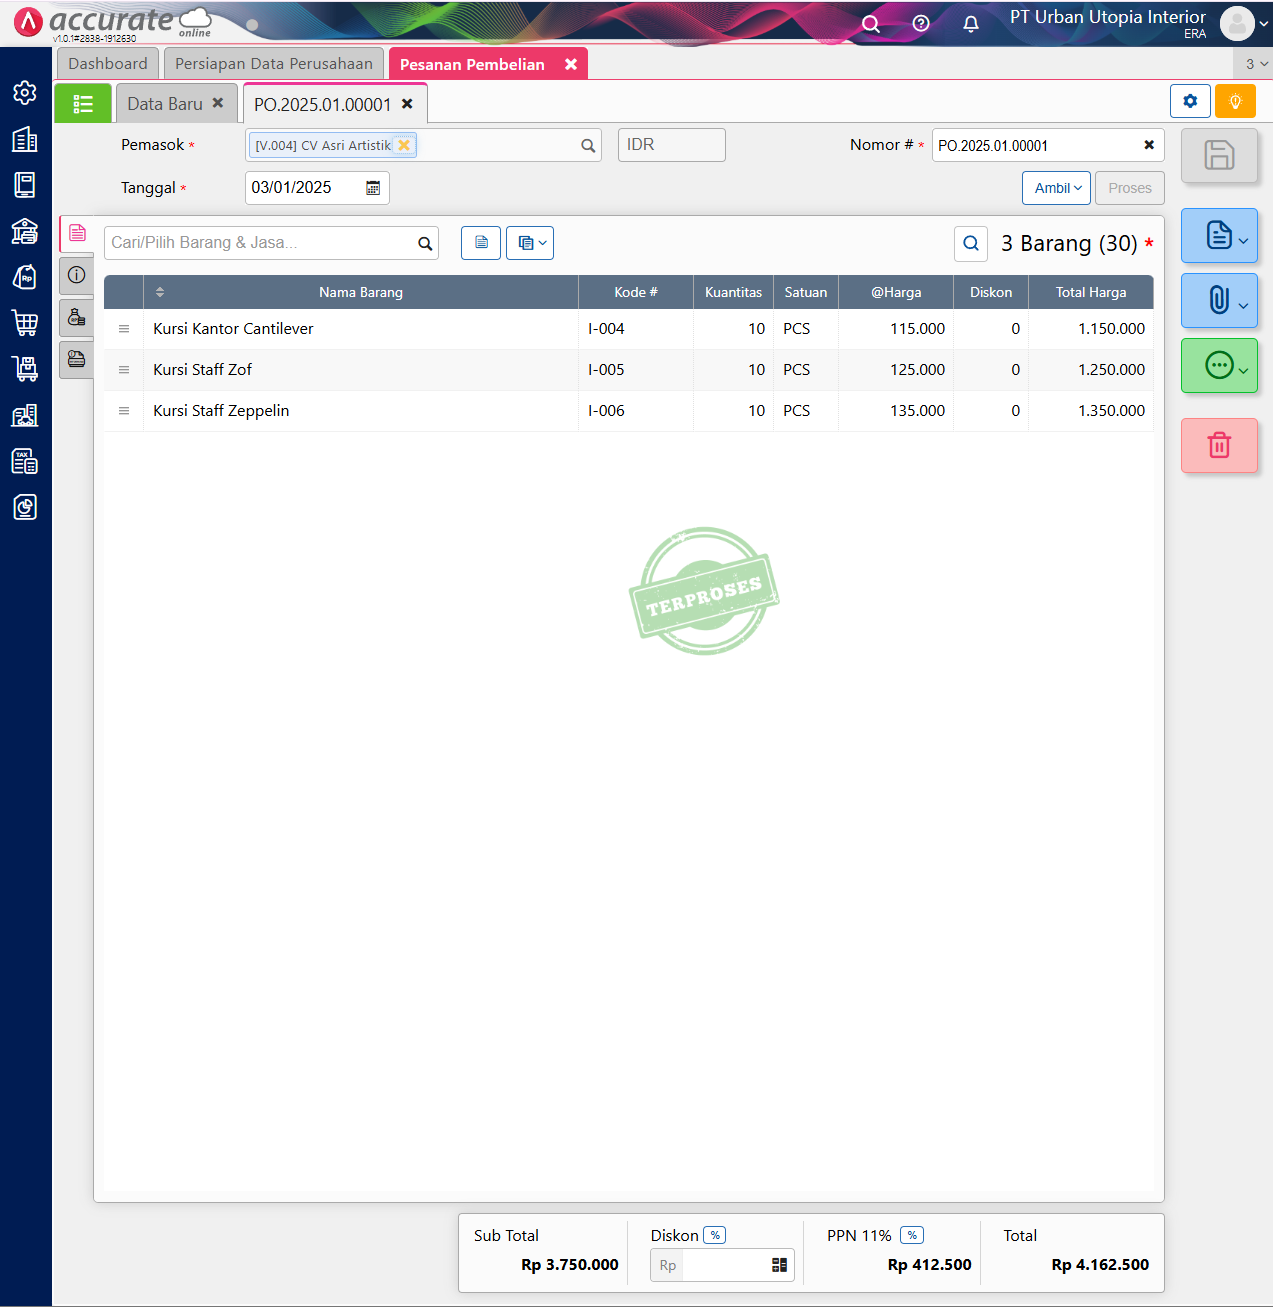 accurate
online
v1.0.1#2838-1912630
PT Urban Utopia Interior
ERA
Dashboard
Persiapan Data Perusahaan
Pesanan Pembelian
3
Data Baru
PO.2025.01.00001
Pemasok *
[V.004] CV Asri Artistik
IDR
Nomor # *
PO.2025.01.00001
Tanggal *
03/01/2025
Ambil
Proses
Cari/Pilih Barang & Jasa...
3 Barang (30) *
Nama Barang Kode # Kuantitas Satuan @Harga Diskon Total Harga
Kursi Kantor Cantilever I-004 10 PCS 115.000 0 1.150.000
Kursi Staff Zof I-005 10 PCS 125.000 0 1.250.000
Kursi Staff Zeppelin I-006 10 PCS 135.000 0 1.350.000
TERPROSES
Sub Total Diskon % PPN 11% % Total
Rp 3.750.000 Rp Rp 412.500 Rp 4.162.500
Rp
TAX